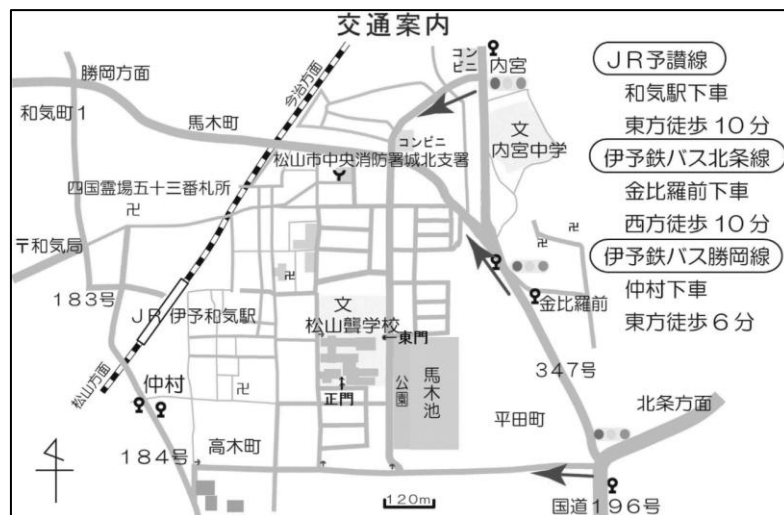 交通案内
勝岡方面
今治方面
コンビニ
内宮
和気町1
馬木町
コンビニ
文
内宮中学
松山市中央消防署城北支署
四国霊場五十三番札所
〒和気局
183号
JR伊予和気駅
文
松山聾学校
←東門
金比羅前
松山方面
仲村
正門
公園
馬木池
347号
平田町
北条方面
高木町
184号
120m
国道196号
JR予讃線
和気駅下車
東方徒歩10分
伊予鉄バス北条線
金比羅前下車
西方徒歩10分
伊予鉄バス勝岡線
仲村下車
東方徒歩6分